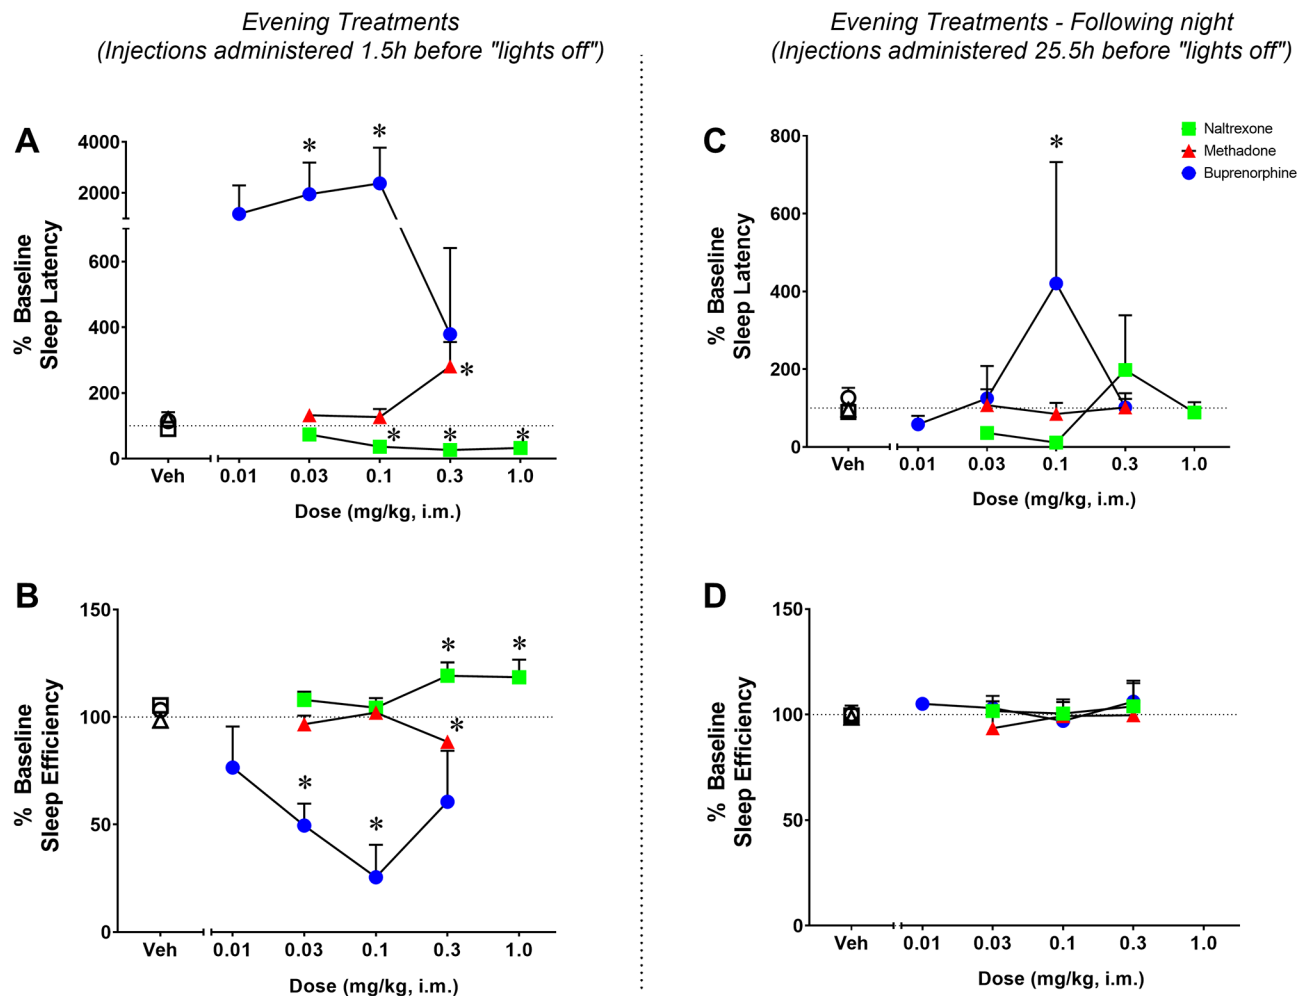 Evening Treatments
(Injections administered 1.5h before "lights off")
Evening Treatments - Following night
(Injections administered 25.5h before "lights off")
A
% Baseline
Sleep Latency
4000
2000
600
400
200
0
* * * * * *
Veh 0.01 0.03 0.1 0.3 1.0
Dose (mg/kg, i.m.)
C
% Baseline
Sleep Latency
800
600
400
200
0
*
Naltrexone
Methadone
Buprenorphine
Veh 0.01 0.03 0.1 0.3 1.0
Dose (mg/kg, i.m.)
B
% Baseline
Sleep Efficiency
150
100
50
0
* * * * *
Veh 0.01 0.03 0.1 0.3 1.0
Dose (mg/kg, i.m.)
D
% Baseline
Sleep Efficiency
150
100
50
0
Veh 0.01 0.03 0.1 0.3 1.0
Dose (mg/kg, i.m.)